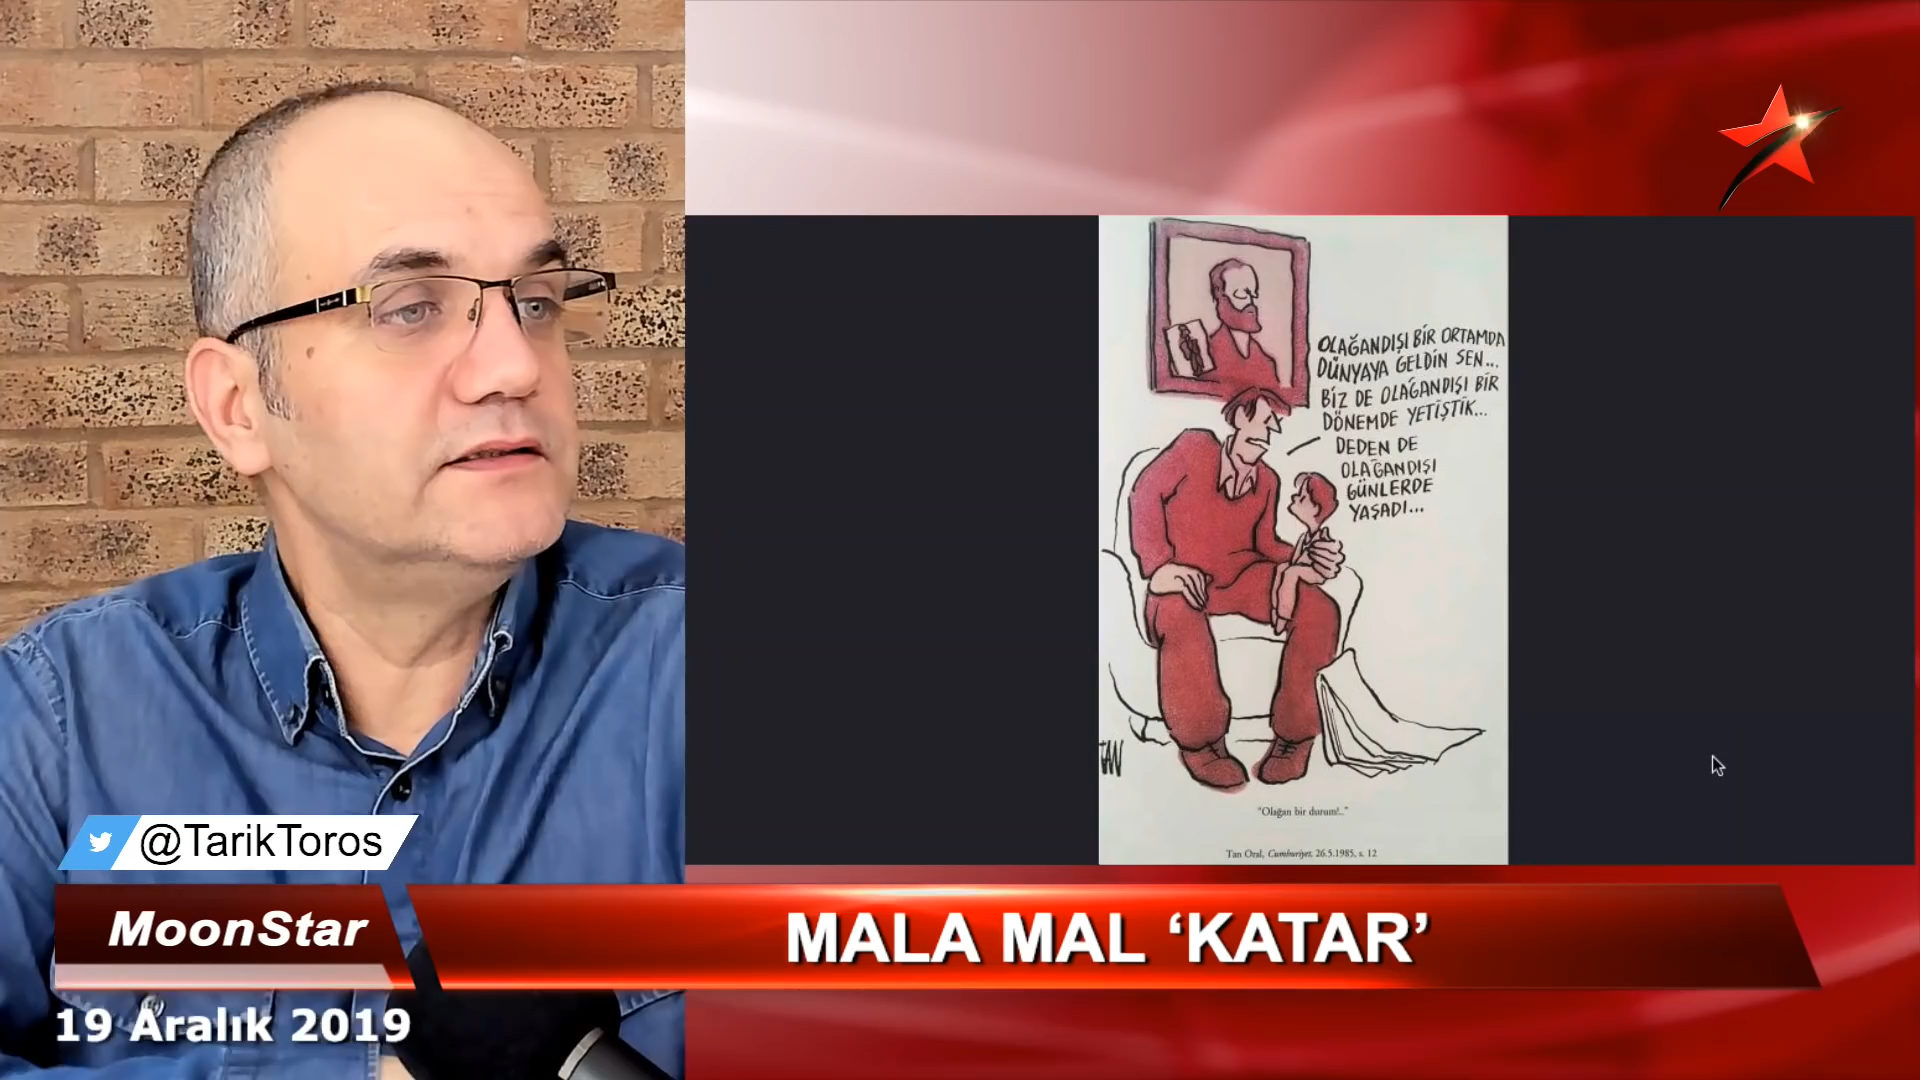 OLAĞANDIŞI BİR ORTAMDA
DÜNYAYA GELDİN SEN...
BİZ DE OLAĞANDIŞI BİR
DÖNEMDE YETİŞTİK...
DEDEN DE
OLAĞANDIŞI
GÜNLERDE
YAŞADI...
TAN
"Olağan bir durum!.."
Tan Oral, Cumhuriyet, 26.5.1985, s. 12
@TarikToros
MoonStar
MALA MAL ‘KATAR’
19 Aralık 2019